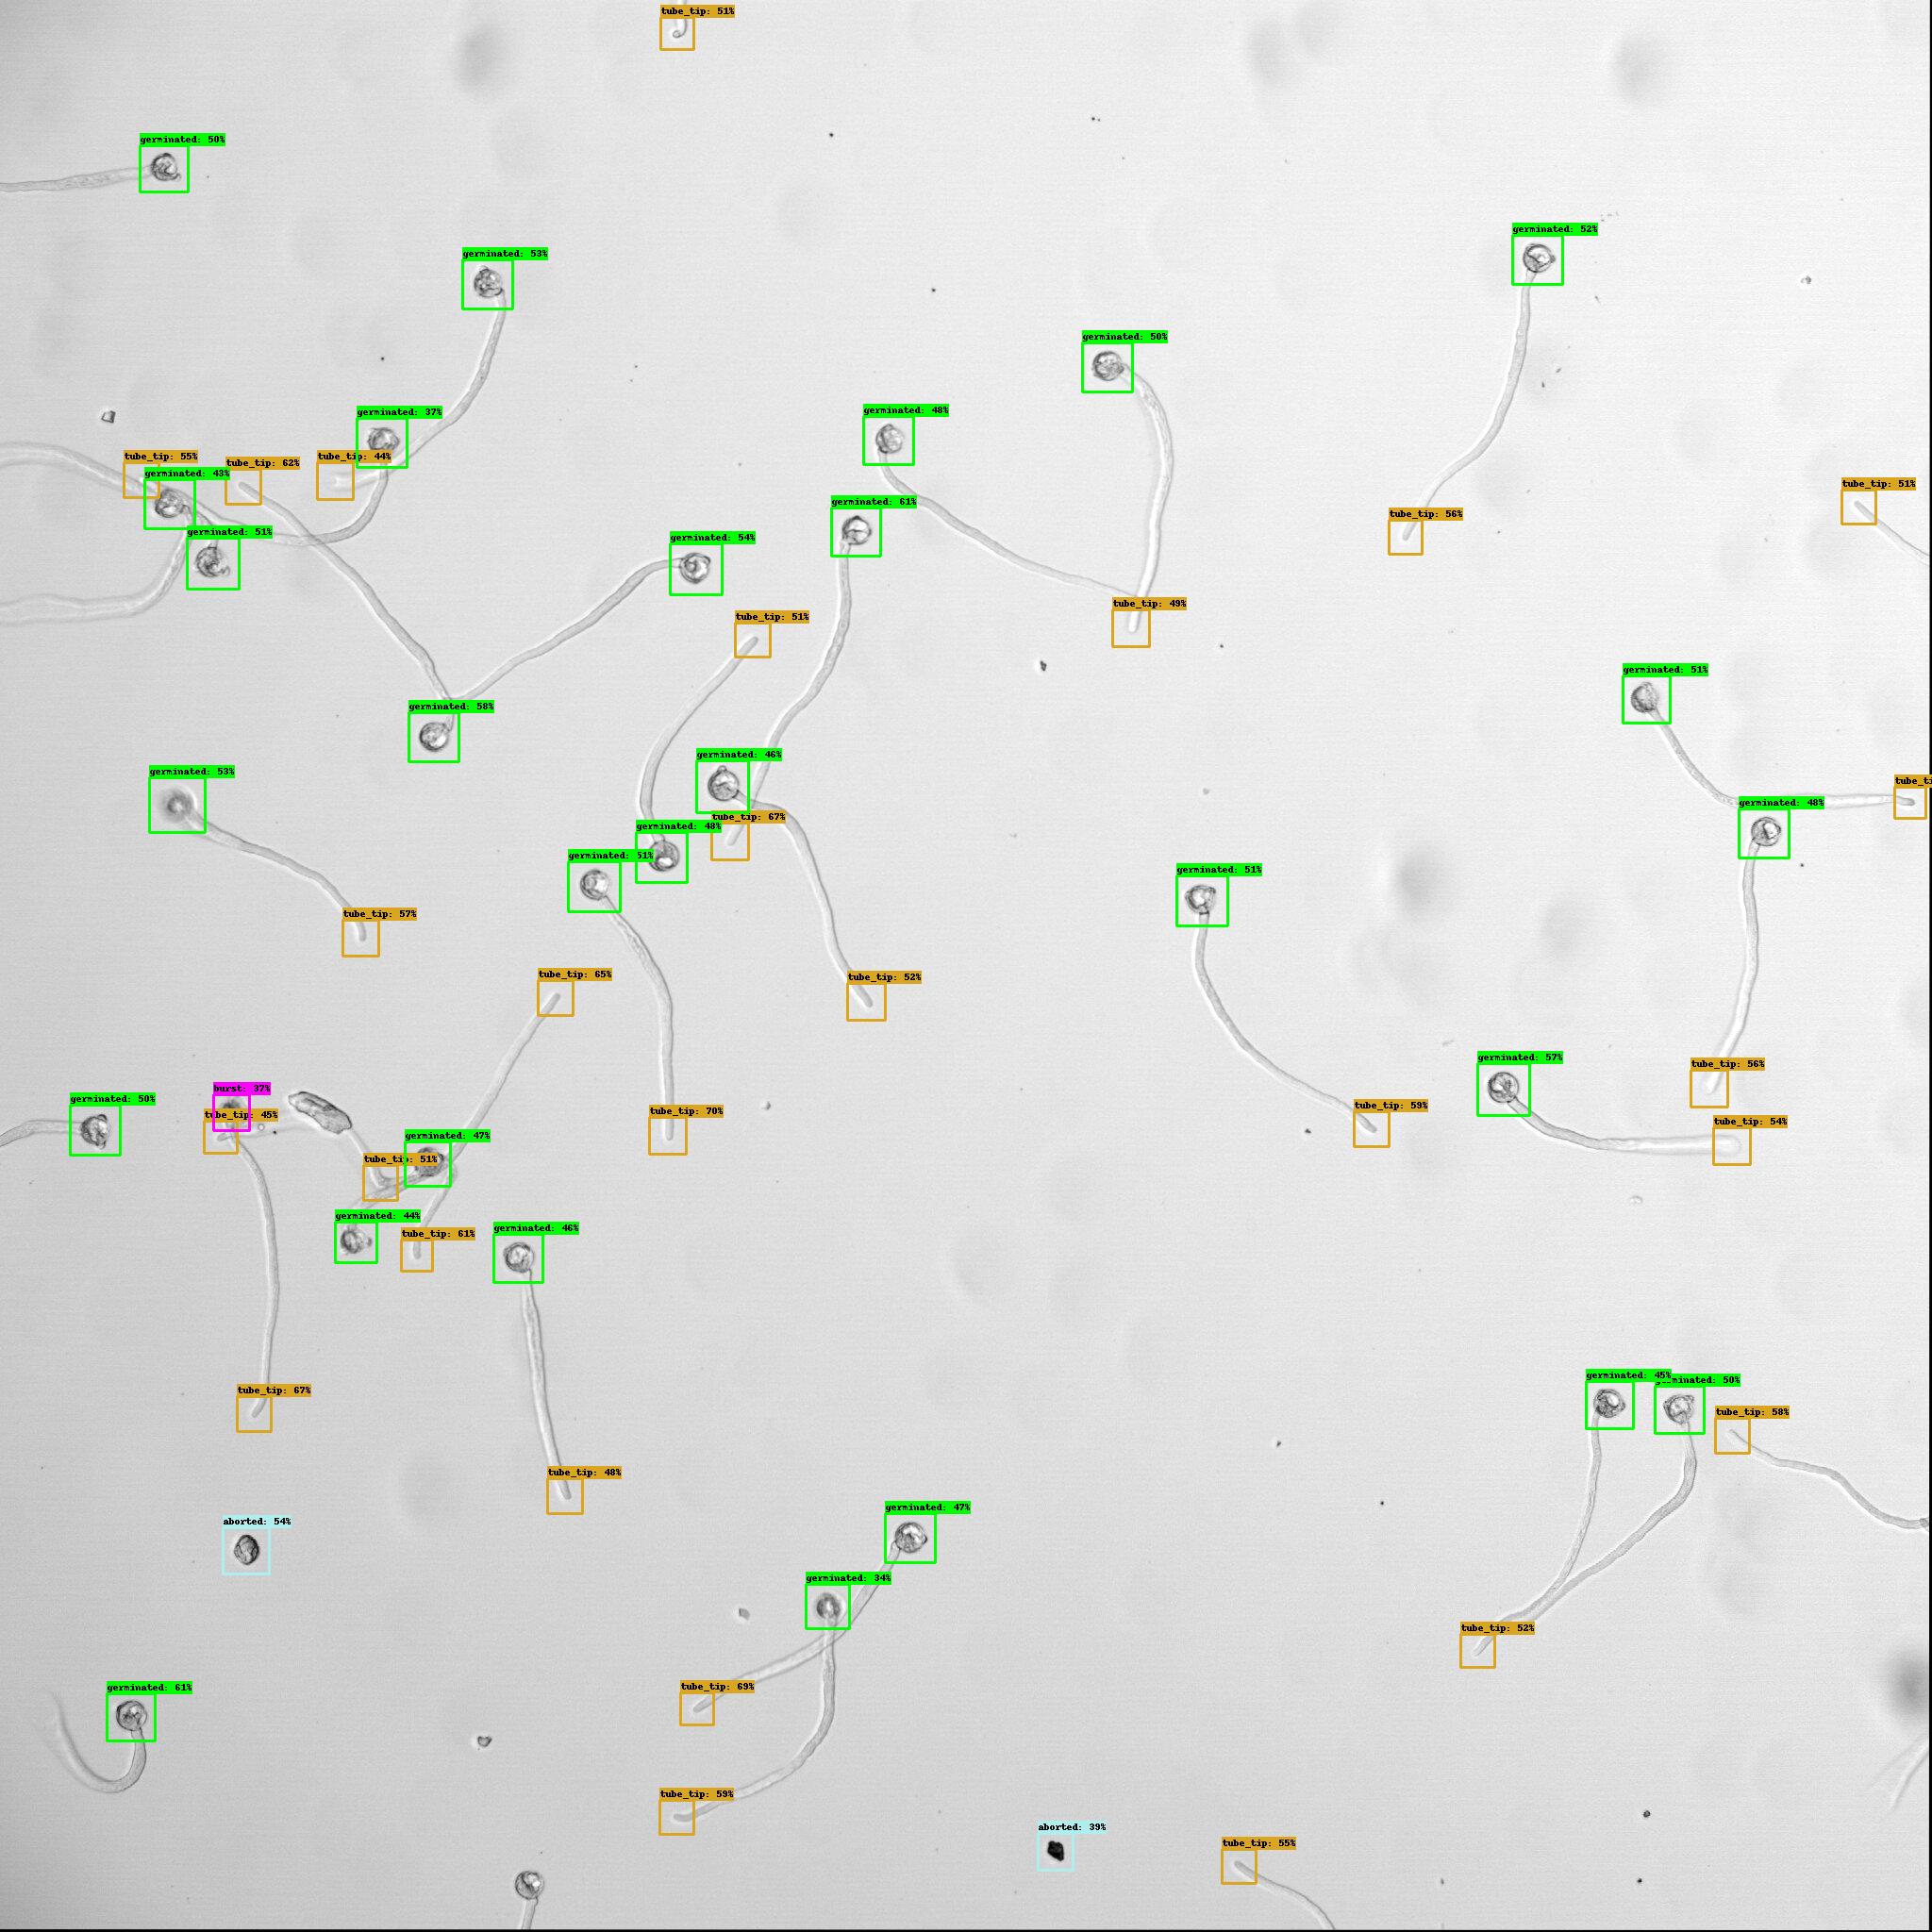 tube_tip: 51%
germinated: 50%
germinated: 52%
germinated: 53%
germinated: 50%
germinated: 48%
germinated: 37%
tube_tip: 55%
tube_tip: 62%
tube_tip: 44%
germinated: 43%
tube_tip: 51%
germinated: 61%
tube_tip: 56%
germinated: 51%
germinated: 54%
tube_tip: 49%
tube_tip: 51%
germinated: 51%
germinated: 58%
germinated: 46%
germinated: 53%
tube_ti
germinated: 48%
tube_tip: 67%
germinated: 48%
germinated: 51%
germinated: 51%
tube_tip: 57%
tube_tip: 65%
tube_tip: 52%
germinated: 57%
tube_tip: 56%
burst: 37%
germinated: 50%
tube_tip: 45%
tube_tip: 70%
tube_tip: 59%
tube_tip: 54%
germinated: 47%
tube_tip: 51%
germinated: 44%
germinated: 46%
tube_tip: 61%
germinated: 45%
germinated: 50%
tube_tip: 67%
tube_tip: 58%
tube_tip: 48%
germinated: 47%
aborted: 54%
germinated: 34%
tube_tip: 52%
germinated: 61%
tube_tip: 69%
tube_tip: 59%
aborted: 39%
tube_tip: 55%